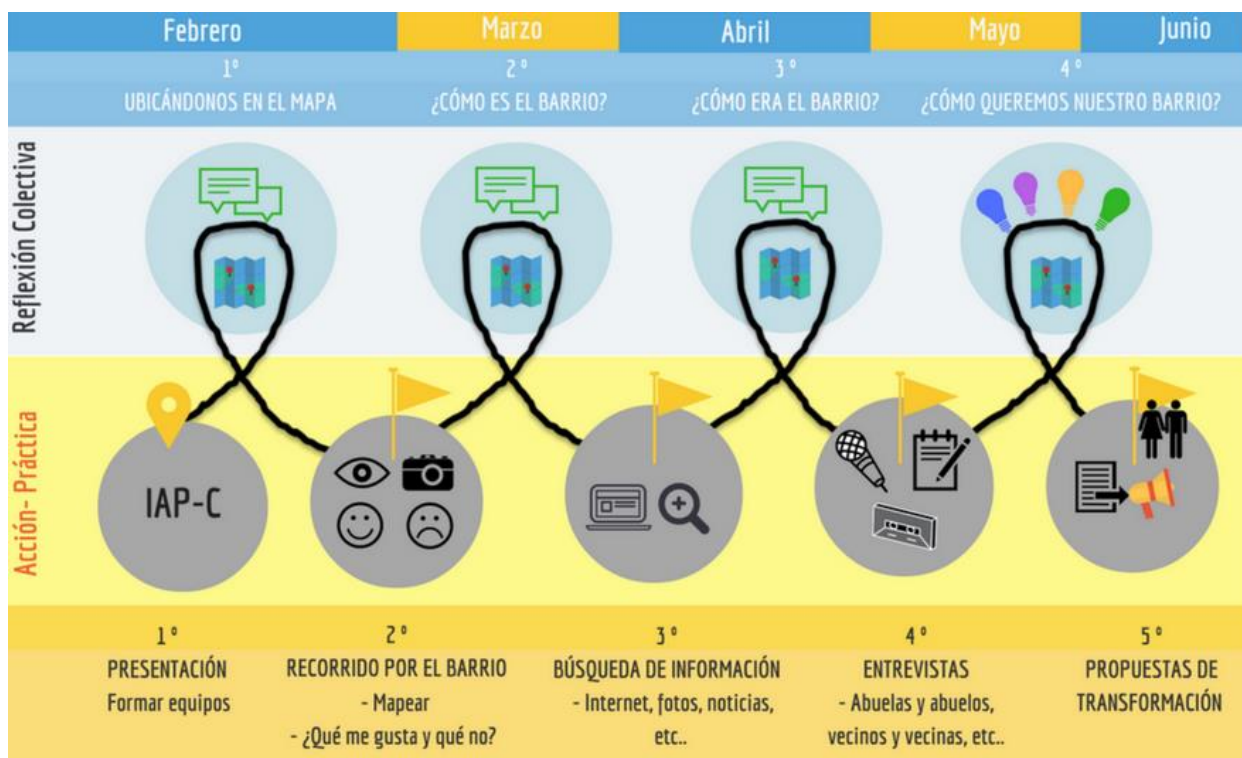 Febrero
Marzo
Abril
Mayo
Junio
1º
UBICÁNDONOS EN EL MAPA
2º
¿CÓMO ES EL BARRIO?
3º
¿CÓMO ERA EL BARRIO?
4º
¿CÓMO QUEREMOS NUESTRO BARRIO?
Reflexión Colectiva
Acción- Práctica
IAP-C
1º
PRESENTACIÓN
Formar equipos
2º
RECORRIDO POR EL BARRIO
- Mapear
- ¿Qué me gusta y qué no?
3º
BÚSQUEDA DE INFORMACIÓN
- Internet, fotos, noticias,
etc..
4º
ENTREVISTAS
- Abuelas y abuelos,
vecinos y vecinas, etc..
5º
PROPUESTAS DE
TRANSFORMACIÓN